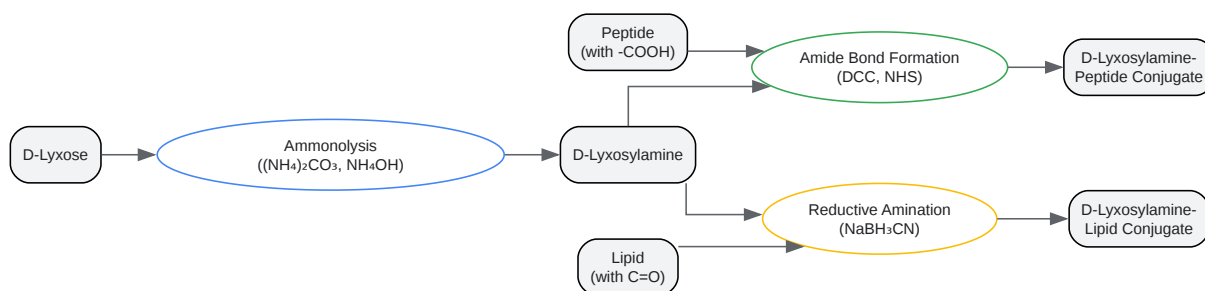 D-Lyxose
Ammonolysis
((NH₄)₂CO₃, NH₄OH)
D-Lyxosylamine
Peptide
(with -COOH)
Amide Bond Formation
(DCC, NHS)
D-Lyxosylamine-
Peptide Conjugate
Lipid
(with C=O)
Reductive Amination
(NaBH₃CN)
D-Lyxosylamine-
Lipid Conjugate